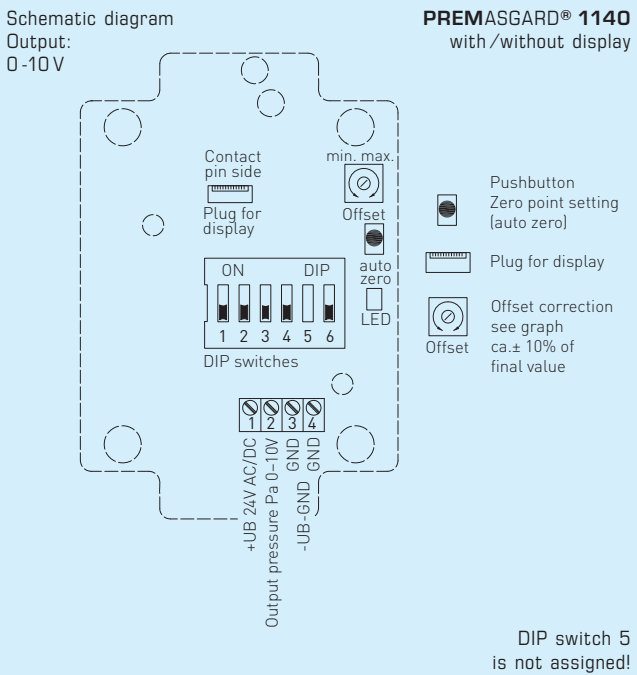 Schematic diagram
Output:
0 -10 V
PREMASGARD® 1140
with /without display
Contact
pin side
Plug for
display
min. max.
Offset
auto
zero
LED
ON DIP
1 2 3 4 5 6
DIP switches
1 2 3 4
+UB 24V AC/DC
Output pressure Pa 0–10V
-UB-GND GND
GND
Pushbutton
Zero point setting
(auto zero)
Plug for display
Offset
Offset correction
see graph
ca.± 10% of
final value
DIP switch 5
is not assigned!